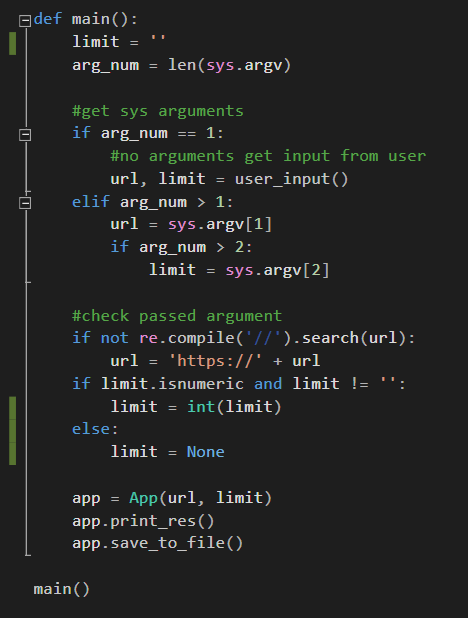 def main():
    limit = ''
    arg_num = len(sys.argv)

    #get sys arguments
    if arg_num == 1:
        #no arguments get input from user
        url, limit = user_input()
    elif arg_num > 1:
        url = sys.argv[1]
        if arg_num > 2:
            limit = sys.argv[2]

    #check passed argument
    if not re.compile('//').search(url):
        url = 'https://' + url
    if limit.isnumeric and limit != '':
        limit = int(limit)
    else:
        limit = None

    app = App(url, limit)
    app.print_res()
    app.save_to_file()

main()